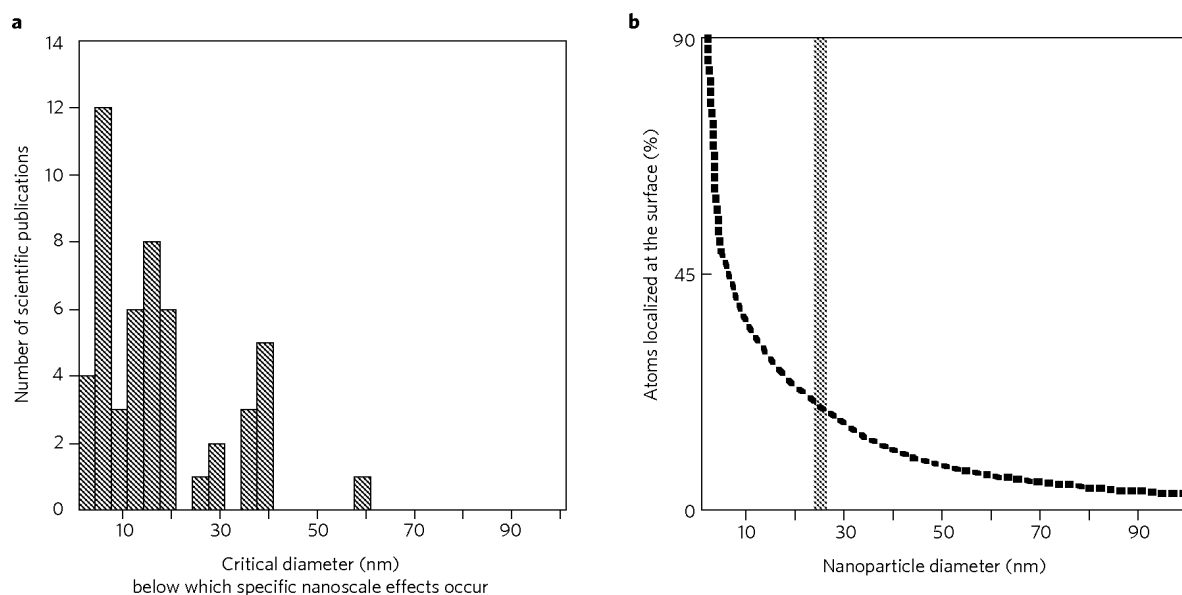 a
14
12
10
8
6
4
2
0
Number of scientific publications
10 30 50 70 90
Critical diameter (nm)
below which specific nanoscale effects occur
b
90
45
0
Atoms localized at the surface (%)
10 30 50 70 90
Nanoparticle diameter (nm)